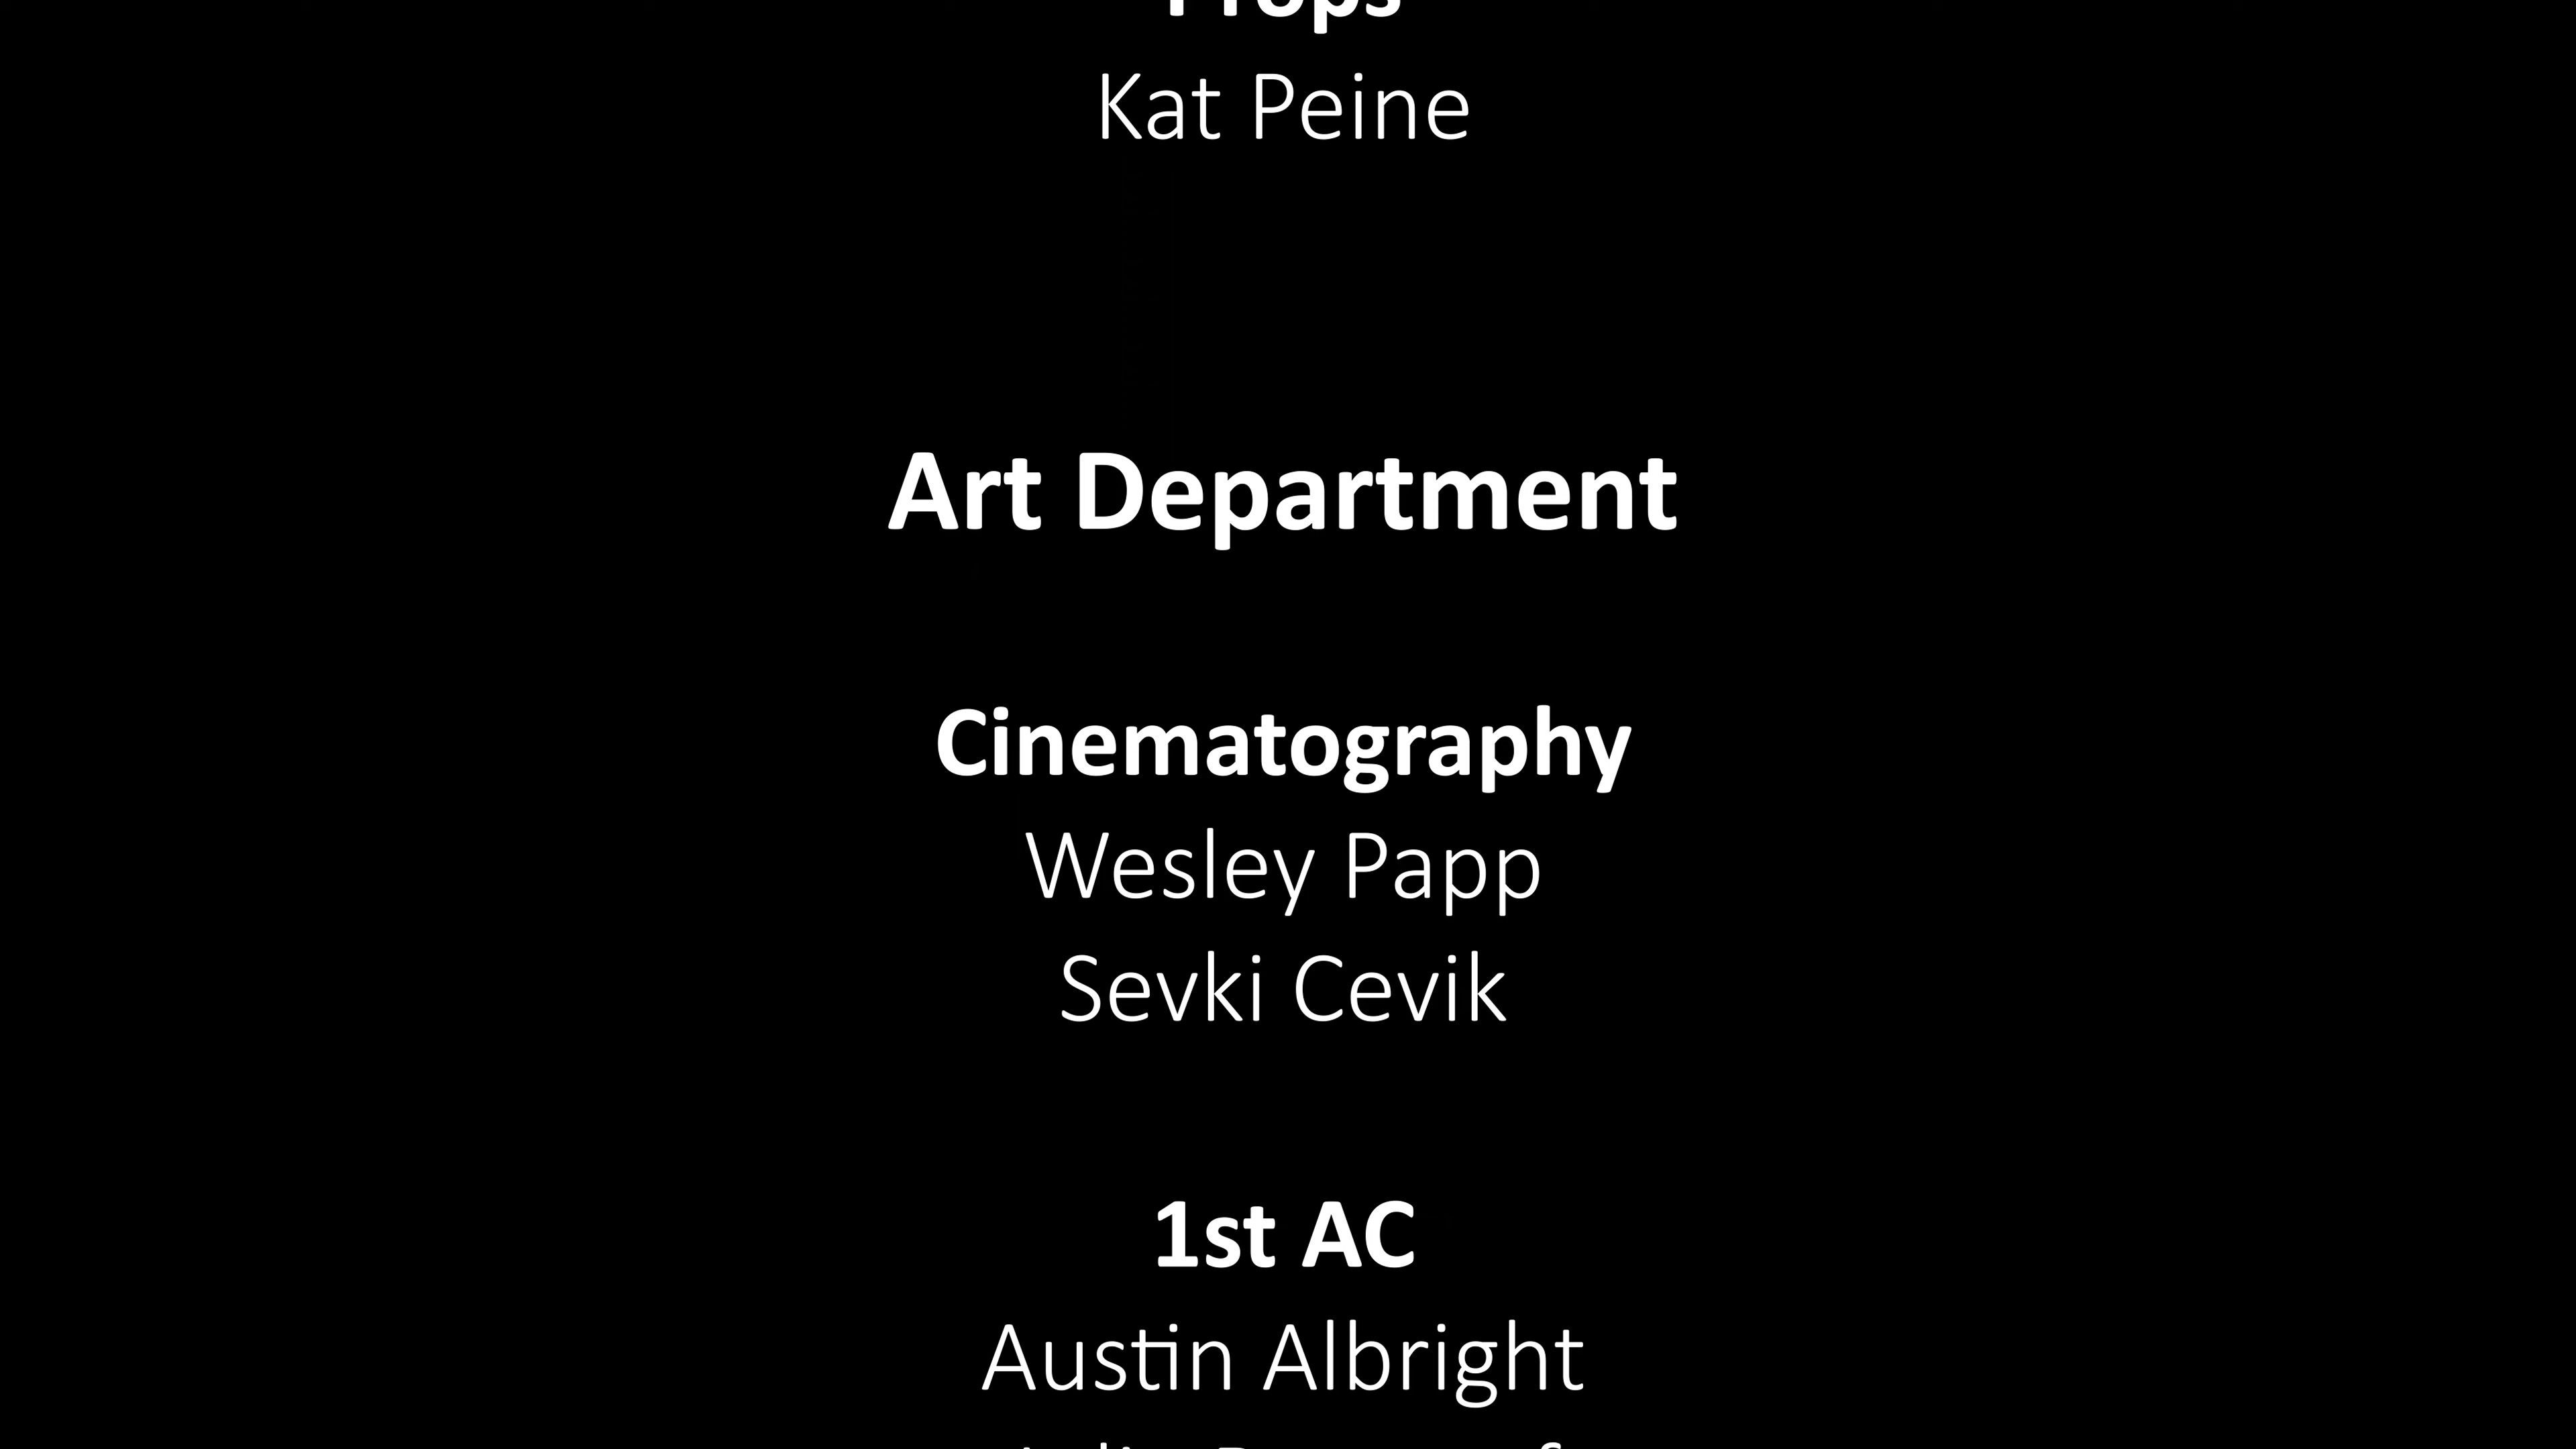 Props
Kat Peine
Art Department
Cinematography
Wesley Papp
Sevki Cevik
1st AC
Austin Albright